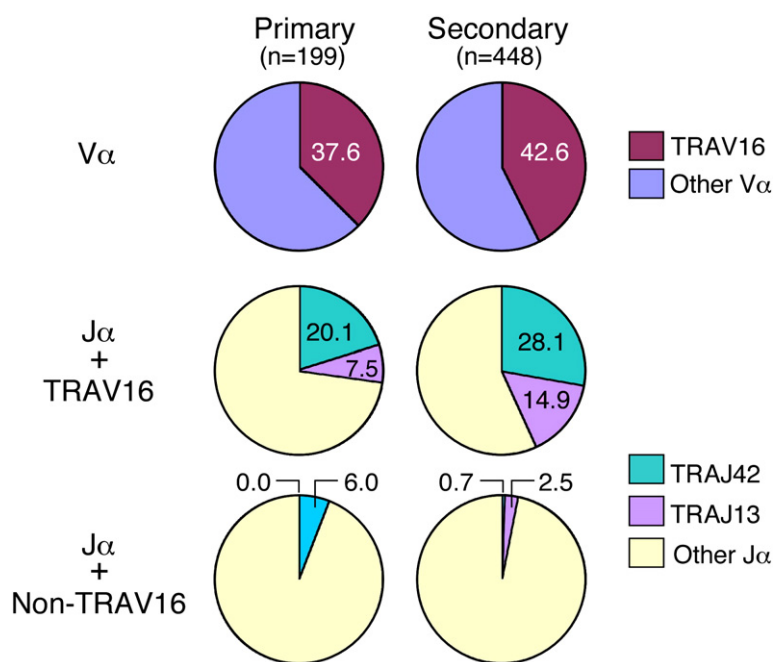 Primary
(n=199)
Secondary
(n=448)
Vα
37.6
42.6
TRAV16
Other Vα
Jα
+
TRAV16
20.1
7.5
28.1
14.9
TRAJ42
TRAJ13
Other Jα
0.0
6.0
0.7
2.5
Jα
+
Non-TRAV16